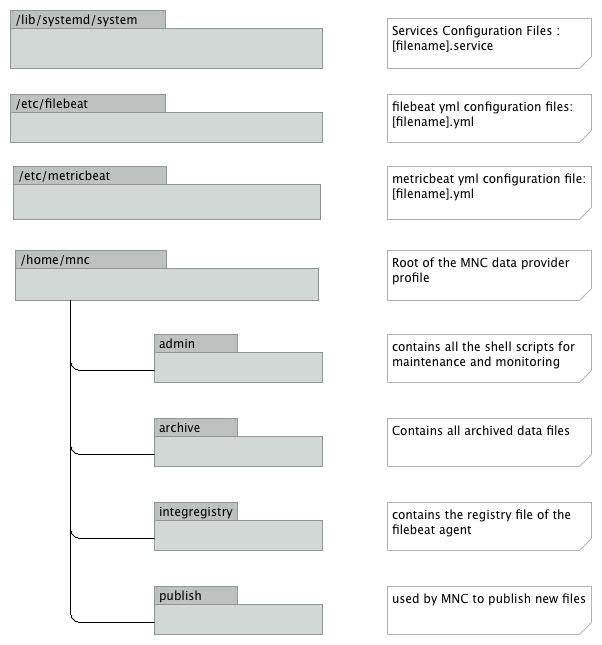 /lib/systemd/system
Services Configuration Files :
[filename].service
/etc/filebeat
filebeat yml configuration files:
[filename].yml
/etc/metricbeat
metricbeat yml configuration file:
[filename].yml
/home/mnc
Root of the MNC data provider
profile
admin
contains all the shell scripts for
maintenance and monitoring
archive
Contains all archived data files
integregistry
contains the registry file of the
filebeat agent
publish
used by MNC to publish new files